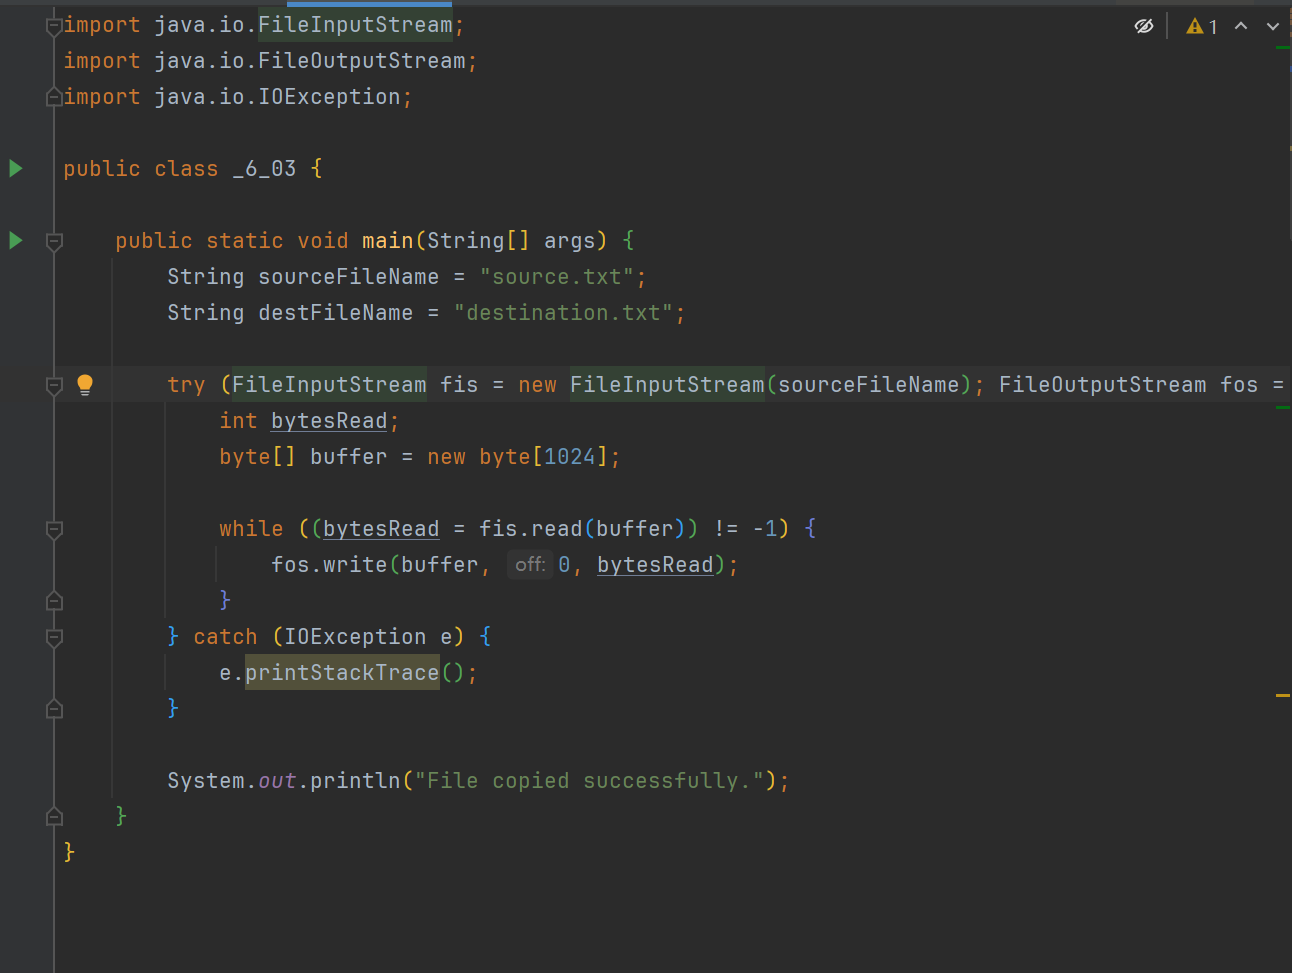 import java.io.FileInputStream;
import java.io.FileOutputStream;
import java.io.IOException;
1
public class _6_03 {
public static void main(String[] args) {
String sourceFileName = "source.txt";
String destFileName = "destination.txt";
try (FileInputStream fis = new FileInputStream(sourceFileName); FileOutputStream fos =
int bytesRead;
byte[] buffer = new byte[1024];
while ((bytesRead = fis.read(buffer)) != -1) {
fos.write(buffer, off: 0, bytesRead);
}
} catch (IOException e) {
e.printStackTrace();
}
System.out.println("File copied successfully.");
}
}